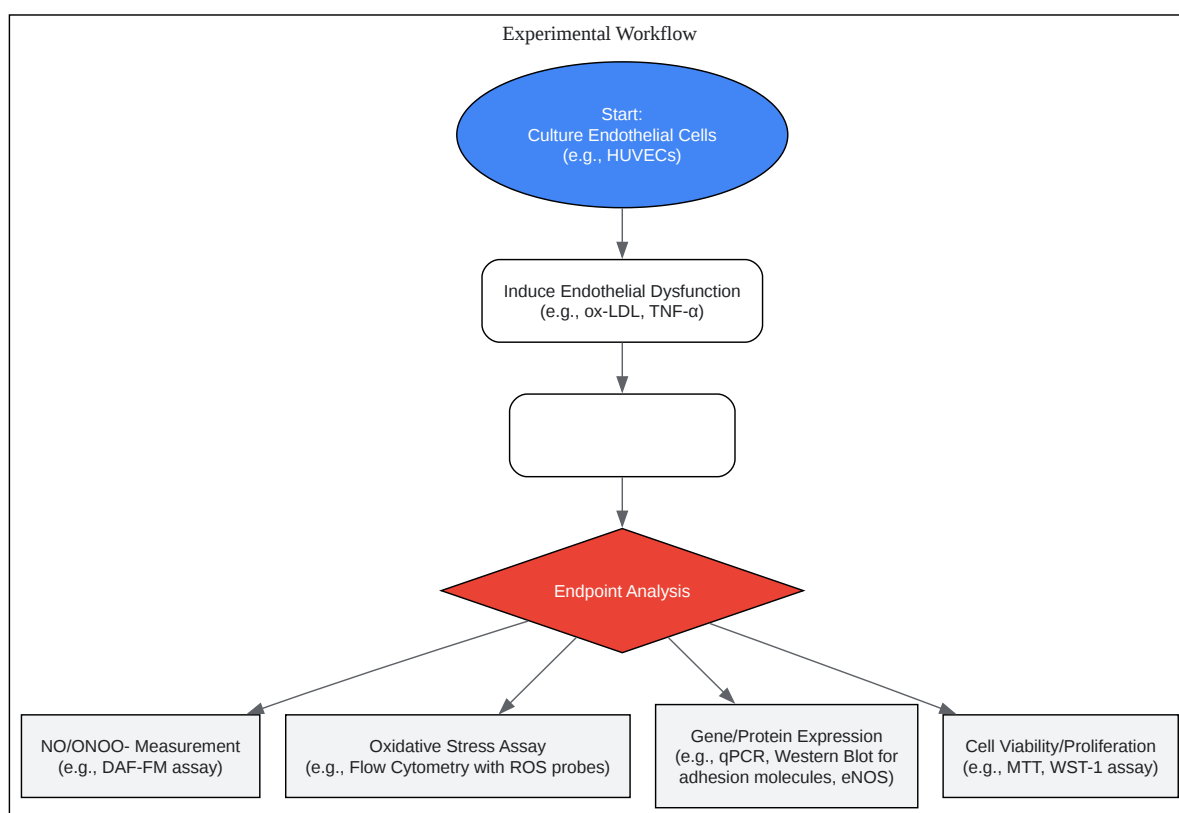 Experimental Workflow
Start:
Culture Endothelial Cells
(e.g., HUVECs)
Induce Endothelial Dysfunction
(e.g., ox-LDL, TNF-α)
Endpoint Analysis
NO/ONOO- Measurement
(e.g., DAF-FM assay)
Oxidative Stress Assay
(e.g., Flow Cytometry with ROS probes)
Gene/Protein Expression
(e.g., qPCR, Western Blot for
adhesion molecules, eNOS)
Cell Viability/Proliferation
(e.g., MTT, WST-1 assay)